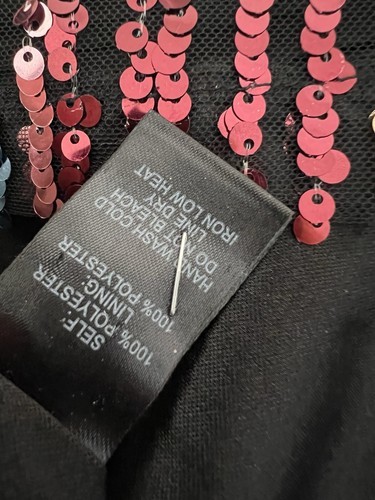 SELF:
100% POLYESTER
LINING:
100% POLYESTER
HAND WASH COLD
DO NOT BLEACH
LINE DRY
IRON LOW HEAT